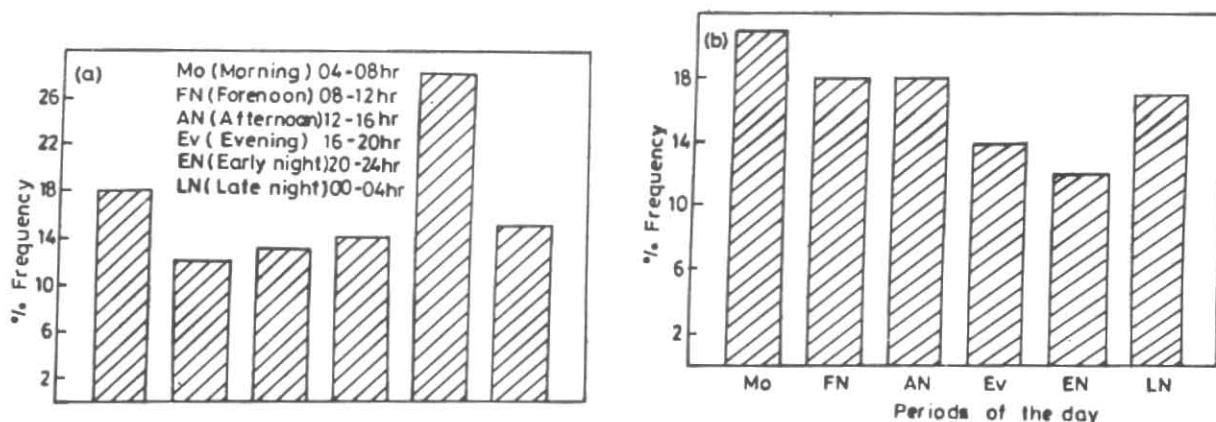 (a)
Mo (Morning) 04-08hr
FN (Forenoon) 08-12hr
AN (Afternoon) 12-16hr
Ev (Evening) 16-20hr
EN (Early night) 20-24hr
LN (Late night) 00-04hr
26
22
18
14
10
6
2
% Frequency
(b)
18
14
10
6
2
% Frequency
Mo FN AN Ev EN LN
Periods of the day